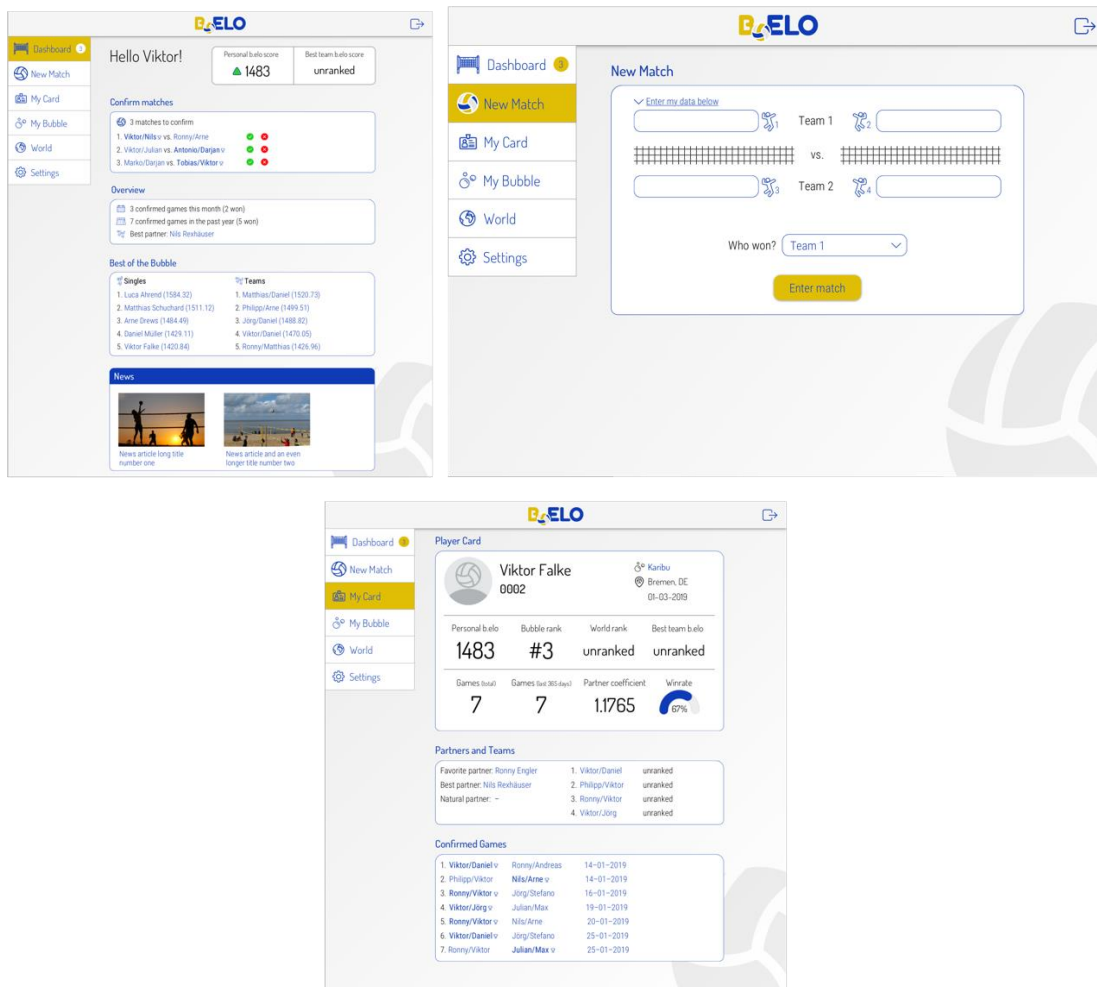 B.ELO
Dashboard 3
New Match
My Card
My Bubble
World
Settings
Hello Viktor!
Personal b.elo score
1483
Best team b.elo score
unranked
Confirm matches
3 matches to confirm
1. Viktor/Nils vs. Ronny/Arne
2. Viktor/Julian vs. Antonio/Darjan
3. Marko/Darjan vs. Tobias/Viktor
Overview
3 confirmed games this month (2 won)
7 confirmed games in the past year (5 won)
Best partner: Nils Rexhäuser
Best of the Bubble
Singles
1. Luca Ahrend (1584.32)
2. Matthias Schuchard (1511.12)
3. Arne Drews (1484.49)
4. Daniel Müller (1429.11)
5. Viktor Falke (1420.84)
Teams
1. Matthias/Daniel (1520.73)
2. Philipp/Arne (1499.51)
3. Jörg/Daniel (1488.82)
4. Viktor/Daniel (1470.05)
5. Ronny/Matthias (1426.96)
News
News article long title
number one
News article and an even
longer title number two
B.ELO
Dashboard 3
New Match
My Card
My Bubble
World
Settings
New Match
Enter my data below
1 Team 1 2
vs.
3 Team 2 4
Who won? Team 1
Enter match
B.ELO
Dashboard 3
New Match
My Card
My Bubble
World
Settings
Player Card
Viktor Falke
0002
Karibu
Bremen, DE
01-03-2019
Personal b.elo Bubble rank World rank Best team b.elo
1483 #3 unranked unranked
Games (total) Games (last 365 days) Partner coefficient Winrate
7 7 1.1765 67%
Partners and Teams
Favorite partner: Ronny Engler
Best partner: Nils Rexhäuser
Natural partner: –
1. Viktor/Daniel unranked
2. Philipp/Viktor unranked
3. Ronny/Viktor unranked
4. Viktor/Jörg unranked
Confirmed Games
1. Viktor/Daniel Ronny/Andreas 14-01-2019
2. Philipp/Viktor Nils/Arne 14-01-2019
3. Ronny/Viktor Jörg/Stefano 16-01-2019
4. Viktor/Jörg Julian/Max 19-01-2019
5. Ronny/Viktor Nils/Arne 20-01-2019
6. Viktor/Daniel Jörg/Stefano 25-01-2019
7. Ronny/Viktor Julian/Max 25-01-2019